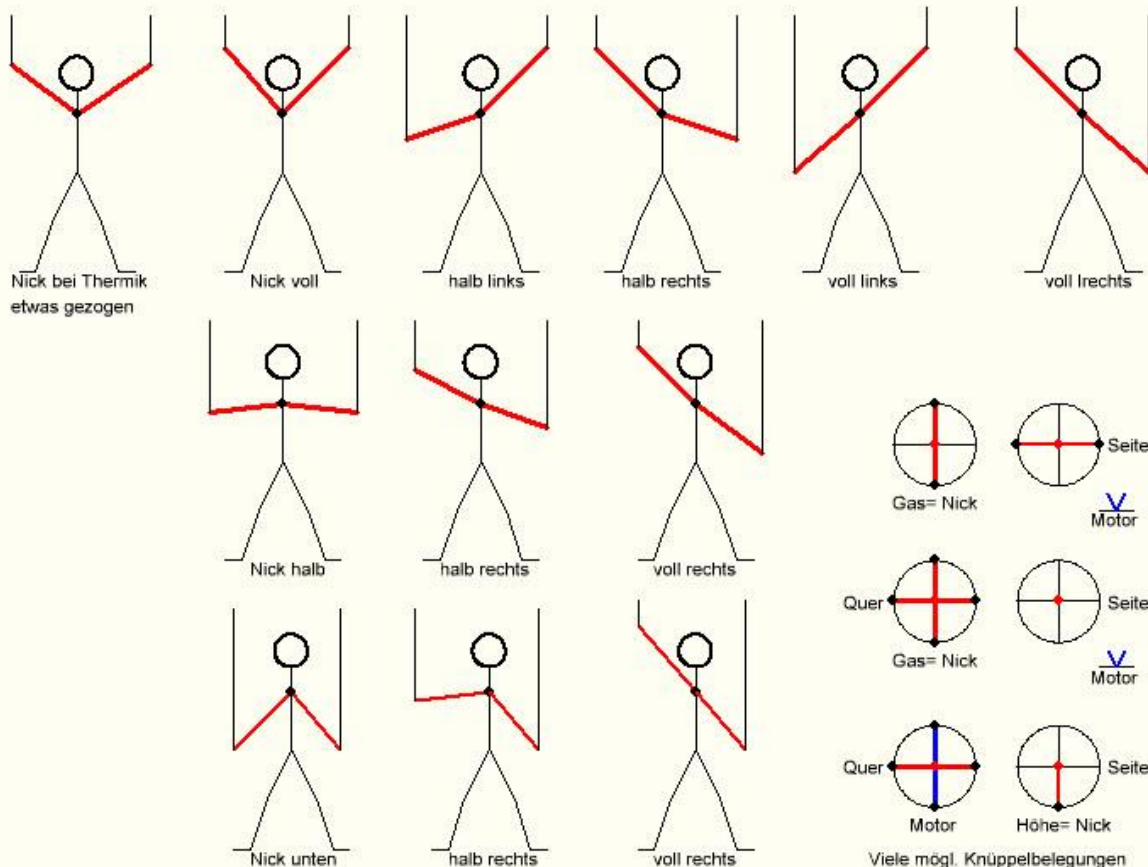 Nick bei Thermik
etwas gezogen
Nick voll
halb links
halb rechts
voll links
voll lrechts
Nick halb
halb rechts
voll rechts
Seite
Gas= Nick
V
Motor
Quer
Seite
Gas= Nick
V
Motor
Nick unten
halb rechts
voll rechts
Quer
Seite
Motor
Höhe= Nick
Viele mögl. Knüppelbelegungen